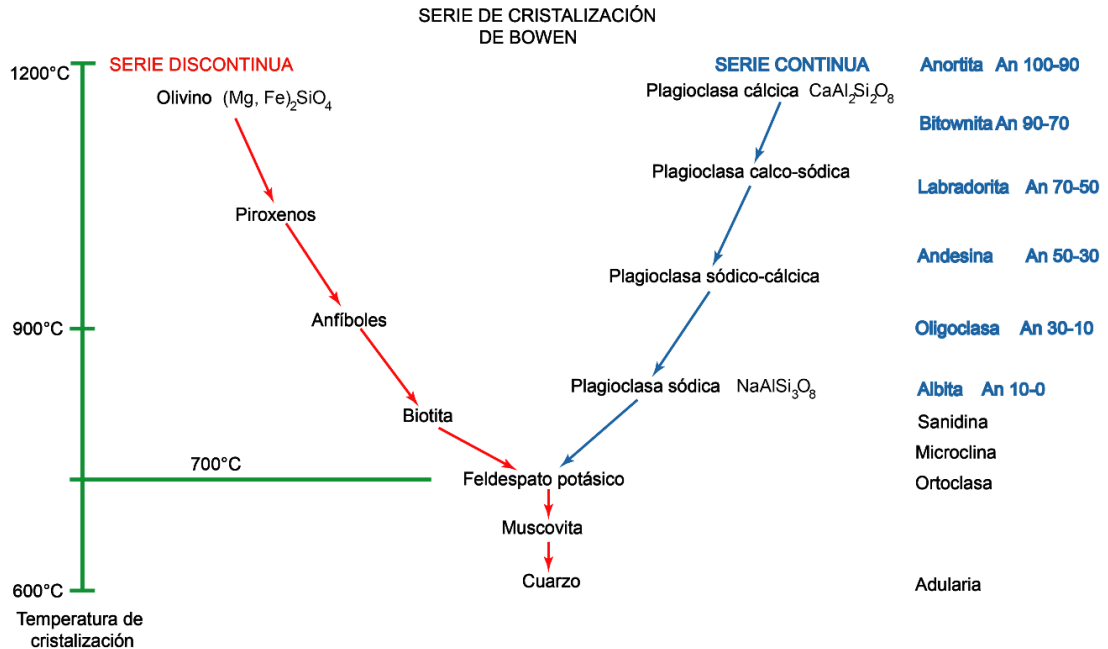 SERIE DE CRISTALIZACIÓN
DE BOWEN
1200°C
SERIE DISCONTINUA
SERIE CONTINUA
Anortita An 100-90
Olivino (Mg, Fe)₂SiO₄
Plagioclasa cálcica CaAl₂Si₂O₈
Bitownita An 90-70
Plagioclasa calco-sódica
Labradorita An 70-50
Piroxenos
Andesina An 50-30
Plagioclasa sódico-cálcica
Anfíboles
900°C
Oligoclasa An 30-10
Plagioclasa sódica NaAlSi₃O₈
Albita An 10-0
Biotita
Sanidina
Microclina
700°C
Feldespato potásico
Ortoclasa
Muscovita
Cuarzo
Adularia
600°C
Temperatura de
cristalización